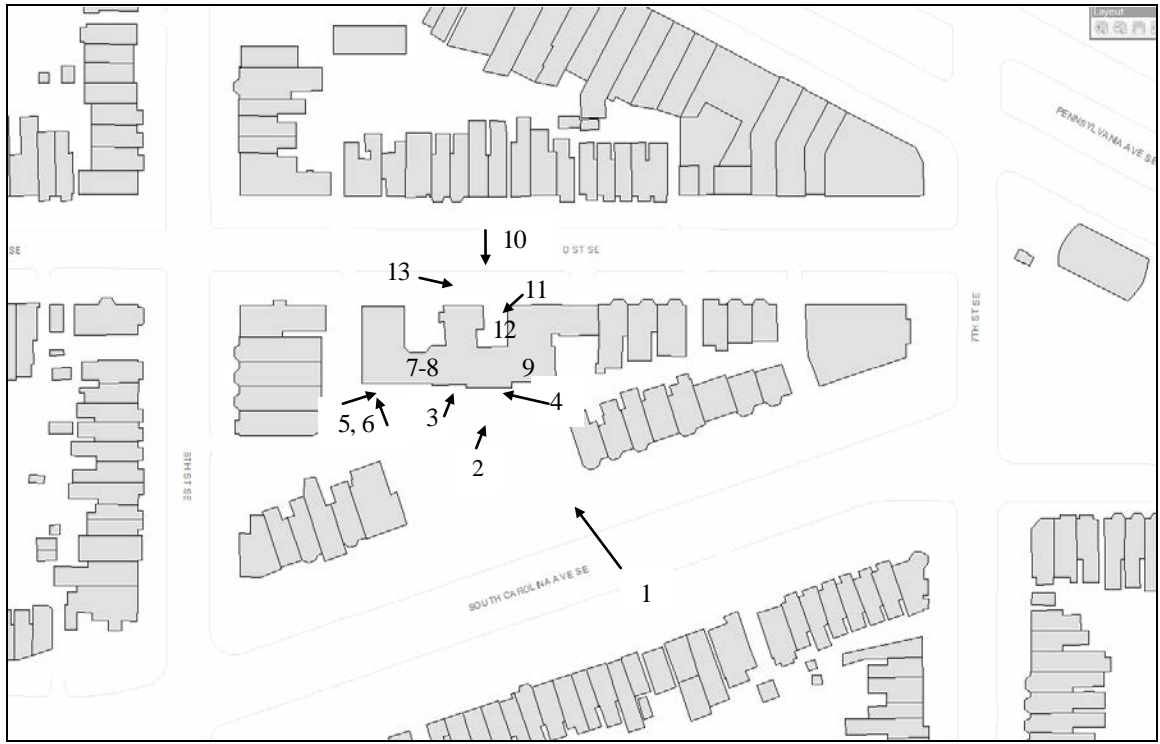 Layout
PENNSYLVANIA AVE SE
10
D ST SE
SE
13
11
12
7TH ST SE
7-8
9
5, 6
3
4
2
6TH ST SE
SOUTH CAROLINA AVE SE
1